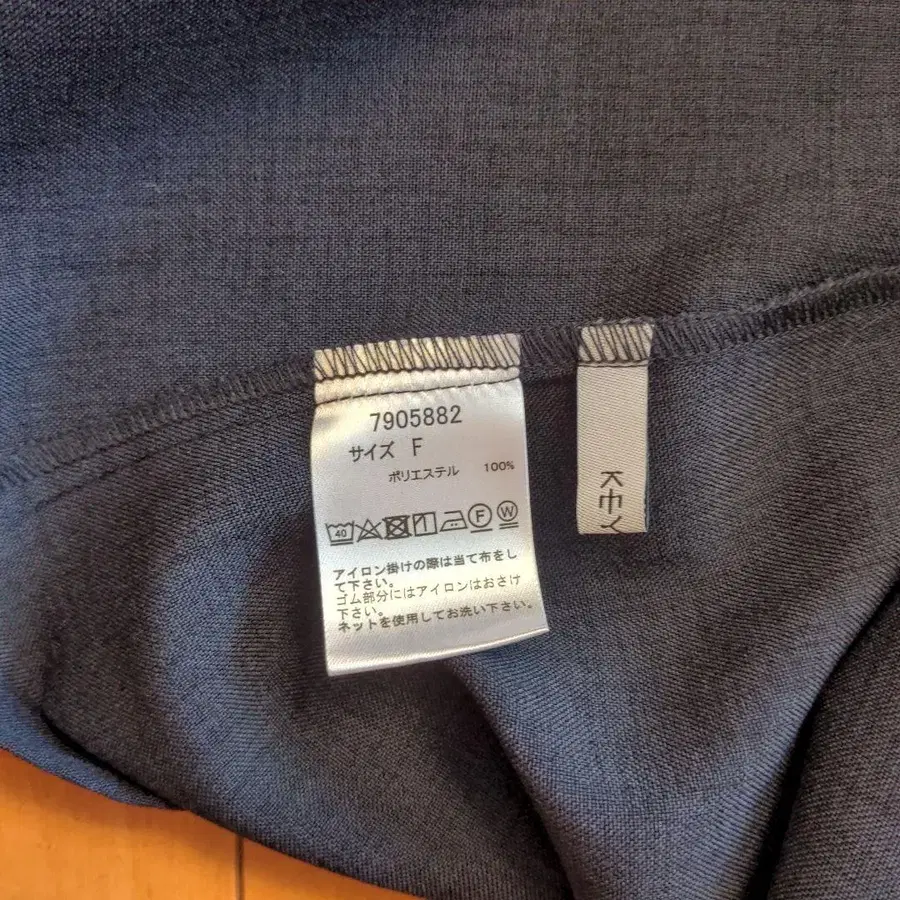 7905882
サイズ F
ポリエステル 100%
40 F W
アイロン掛けの際は当て布をし
て下さい。
ゴム部分にはアイロンはおさけ
下さい。
ネットを使用してお洗い下さい。
KEY